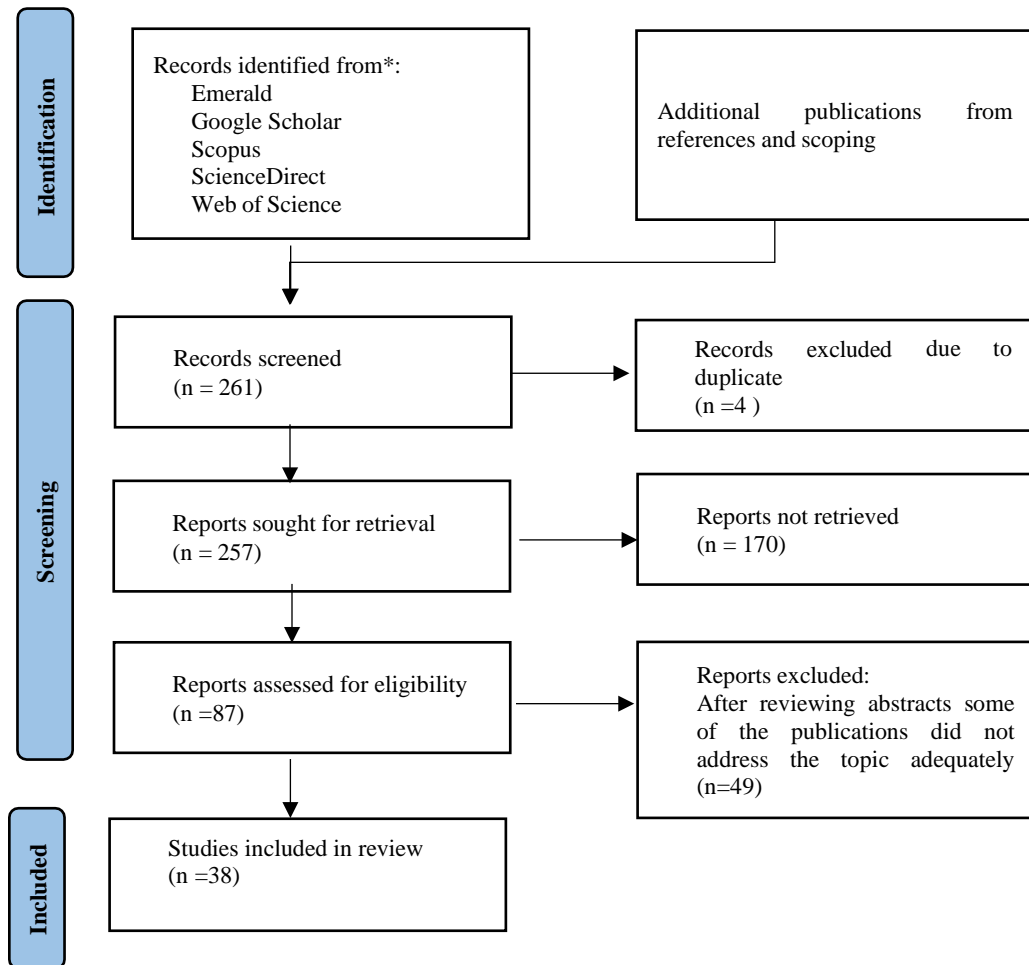 Identification
Records identified from*:
Emerald
Google Scholar
Scopus
ScienceDirect
Web of Science
Additional publications from
references and scoping
Screening
Records screened
(n = 261)
Records excluded due to
duplicate
(n =4 )
Reports sought for retrieval
(n = 257)
Reports not retrieved
(n = 170)
Reports assessed for eligibility
(n =87)
Reports excluded:
After reviewing abstracts some
of the publications did not
address the topic adequately
(n=49)
Included
Studies included in review
(n =38)